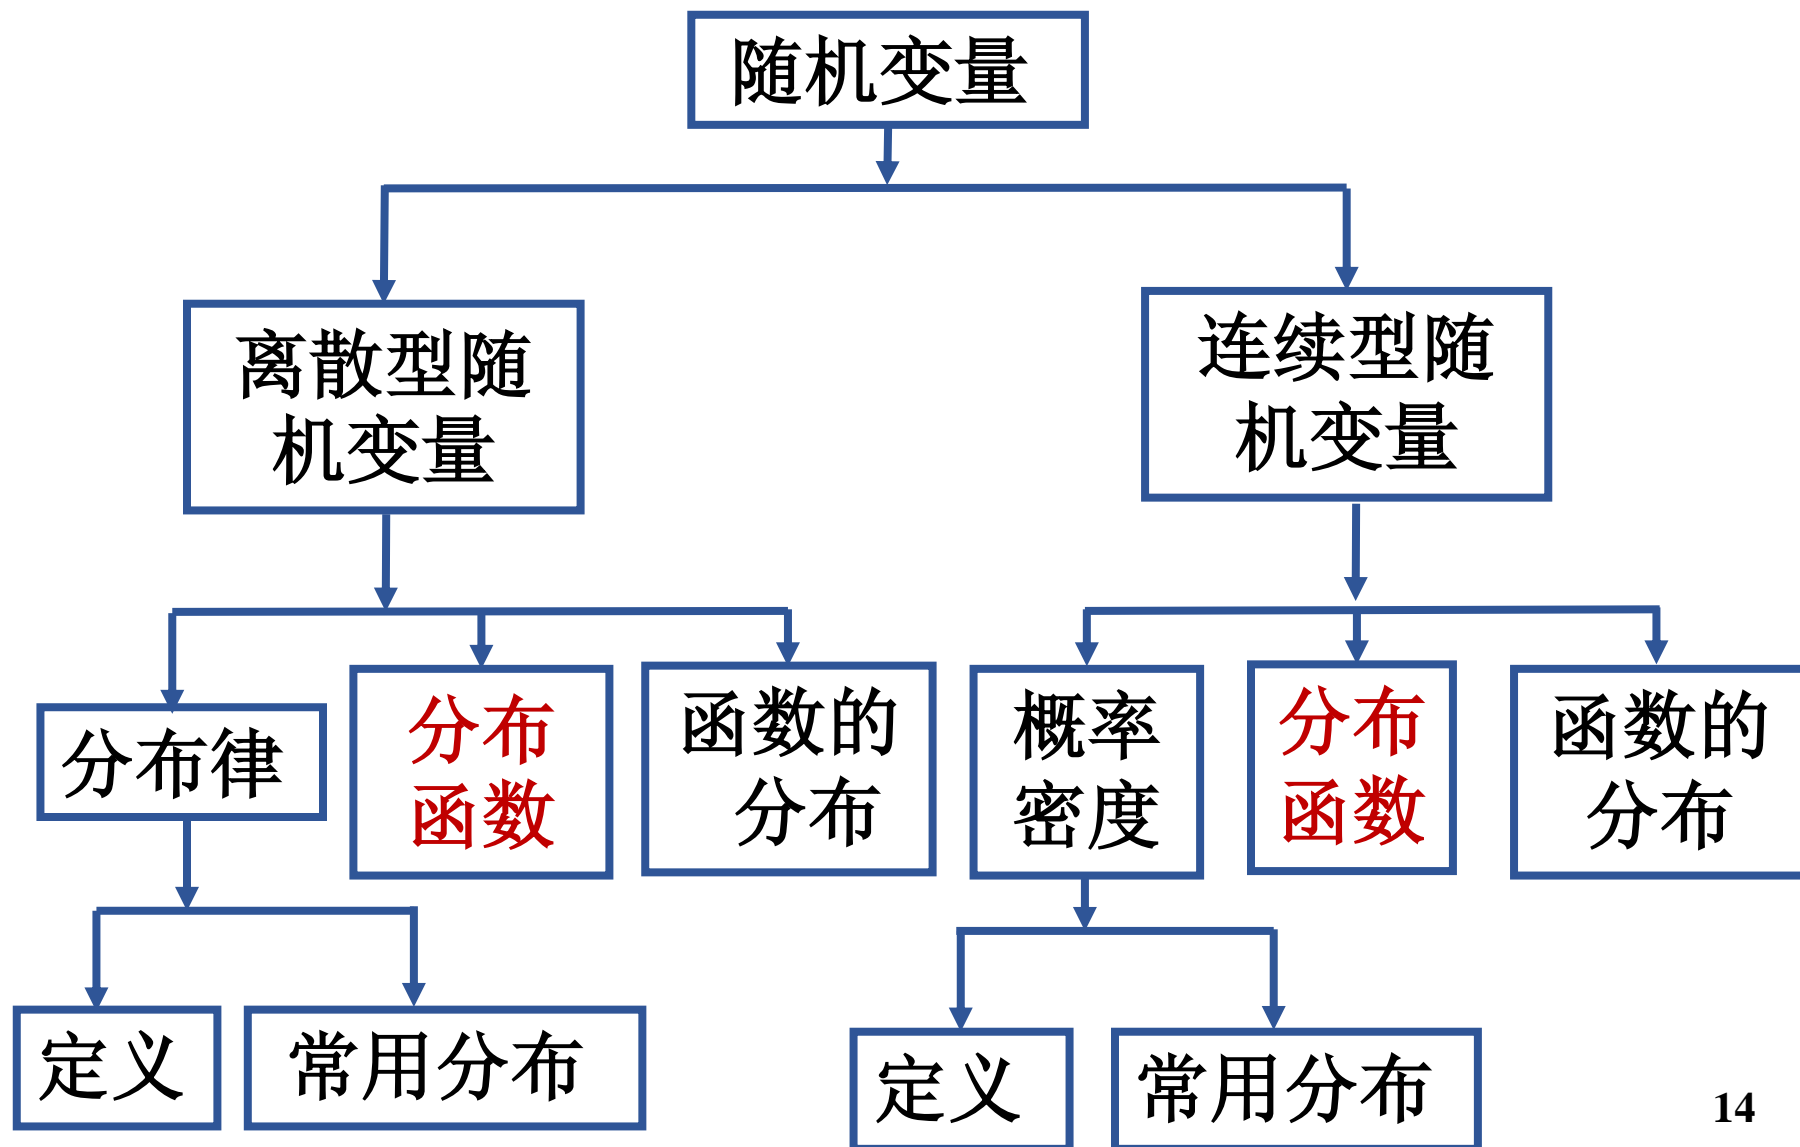 随机变量
离散型随
机变量
连续型随
机变量
分布律
分布
函数
函数的
分布
概率
密度
分布
函数
函数的
分布
定义
常用分布
定义
常用分布
14